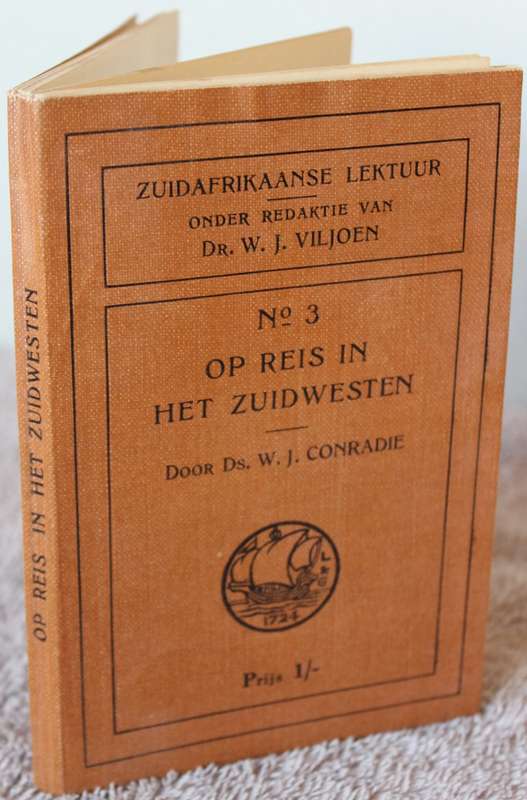 ZUIDAFRIKAANSE LEKTUUR
ONDER REDAKTIE VAN
DR. W. J. VILJOEN
Nº 3
OP REIS IN
HET ZUIDWESTEN
DOOR DS. W. J. CONRADIE
L & C
1724
Prijs 1/-
OP REIS IN HET ZUIDWESTEN